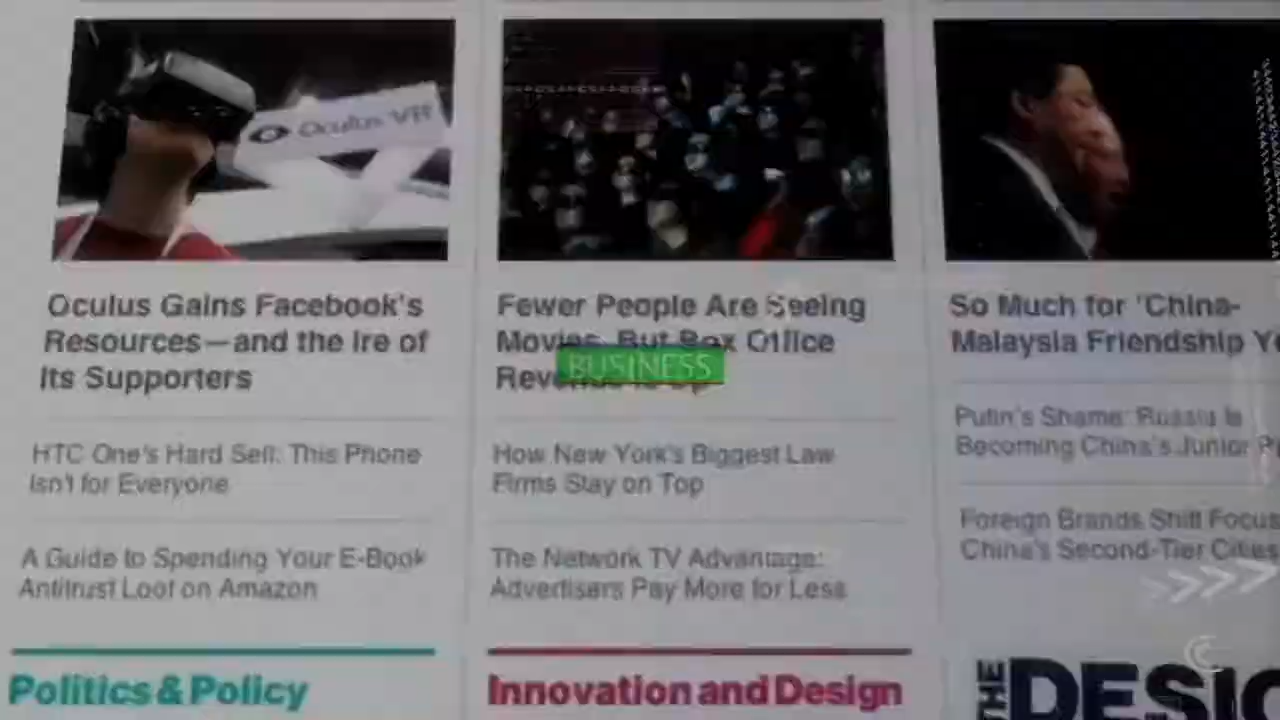 Oculus VR
Oculus Gains Facebook's
Resources—and the Ire of
Its Supporters
HTC One's Hard Sell: This Phone
Isn't for Everyone
A Guide to Spending Your E-Book
Antitrust Loot on Amazon
Politics & Policy
Fewer People Are Seeing
Movies, But Box Office
BUSINESS
How New York's Biggest Law
Firms Stay on Top
The Network TV Advantage:
Advertisers Pay More for Less
Innovation and Design
So Much for 'China-
Malaysia Friendship
Putin's Shame: Russia Is
Becoming China's Junior
Foreign Brands Shift Focus
China's Second-Tier Cities
THE